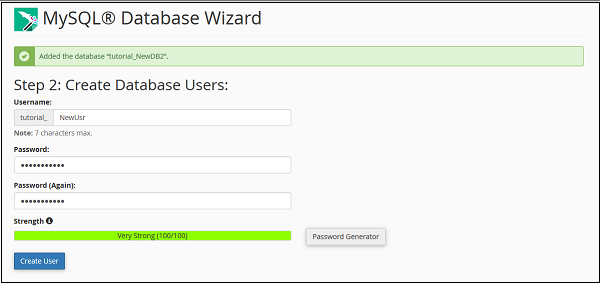 MySQL® Database Wizard
Added the database "tutorial_NewDB2".
Step 2: Create Database Users:
Username:
tutorial_ NewUsr
Note: 7 characters max.
Password:
•••••••••••
Password (Again):
•••••••••••
Strength
Very Strong (100/100) Password Generator
Create User